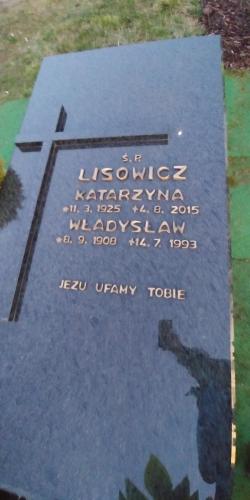 Ś.P.
LISOWICZ
KATARZYNA
*11.3.1925 +4.8.2015
WŁADYSŁAW
*8.9.1908 +14.7.1993
JEZU UFAMY TOBIE